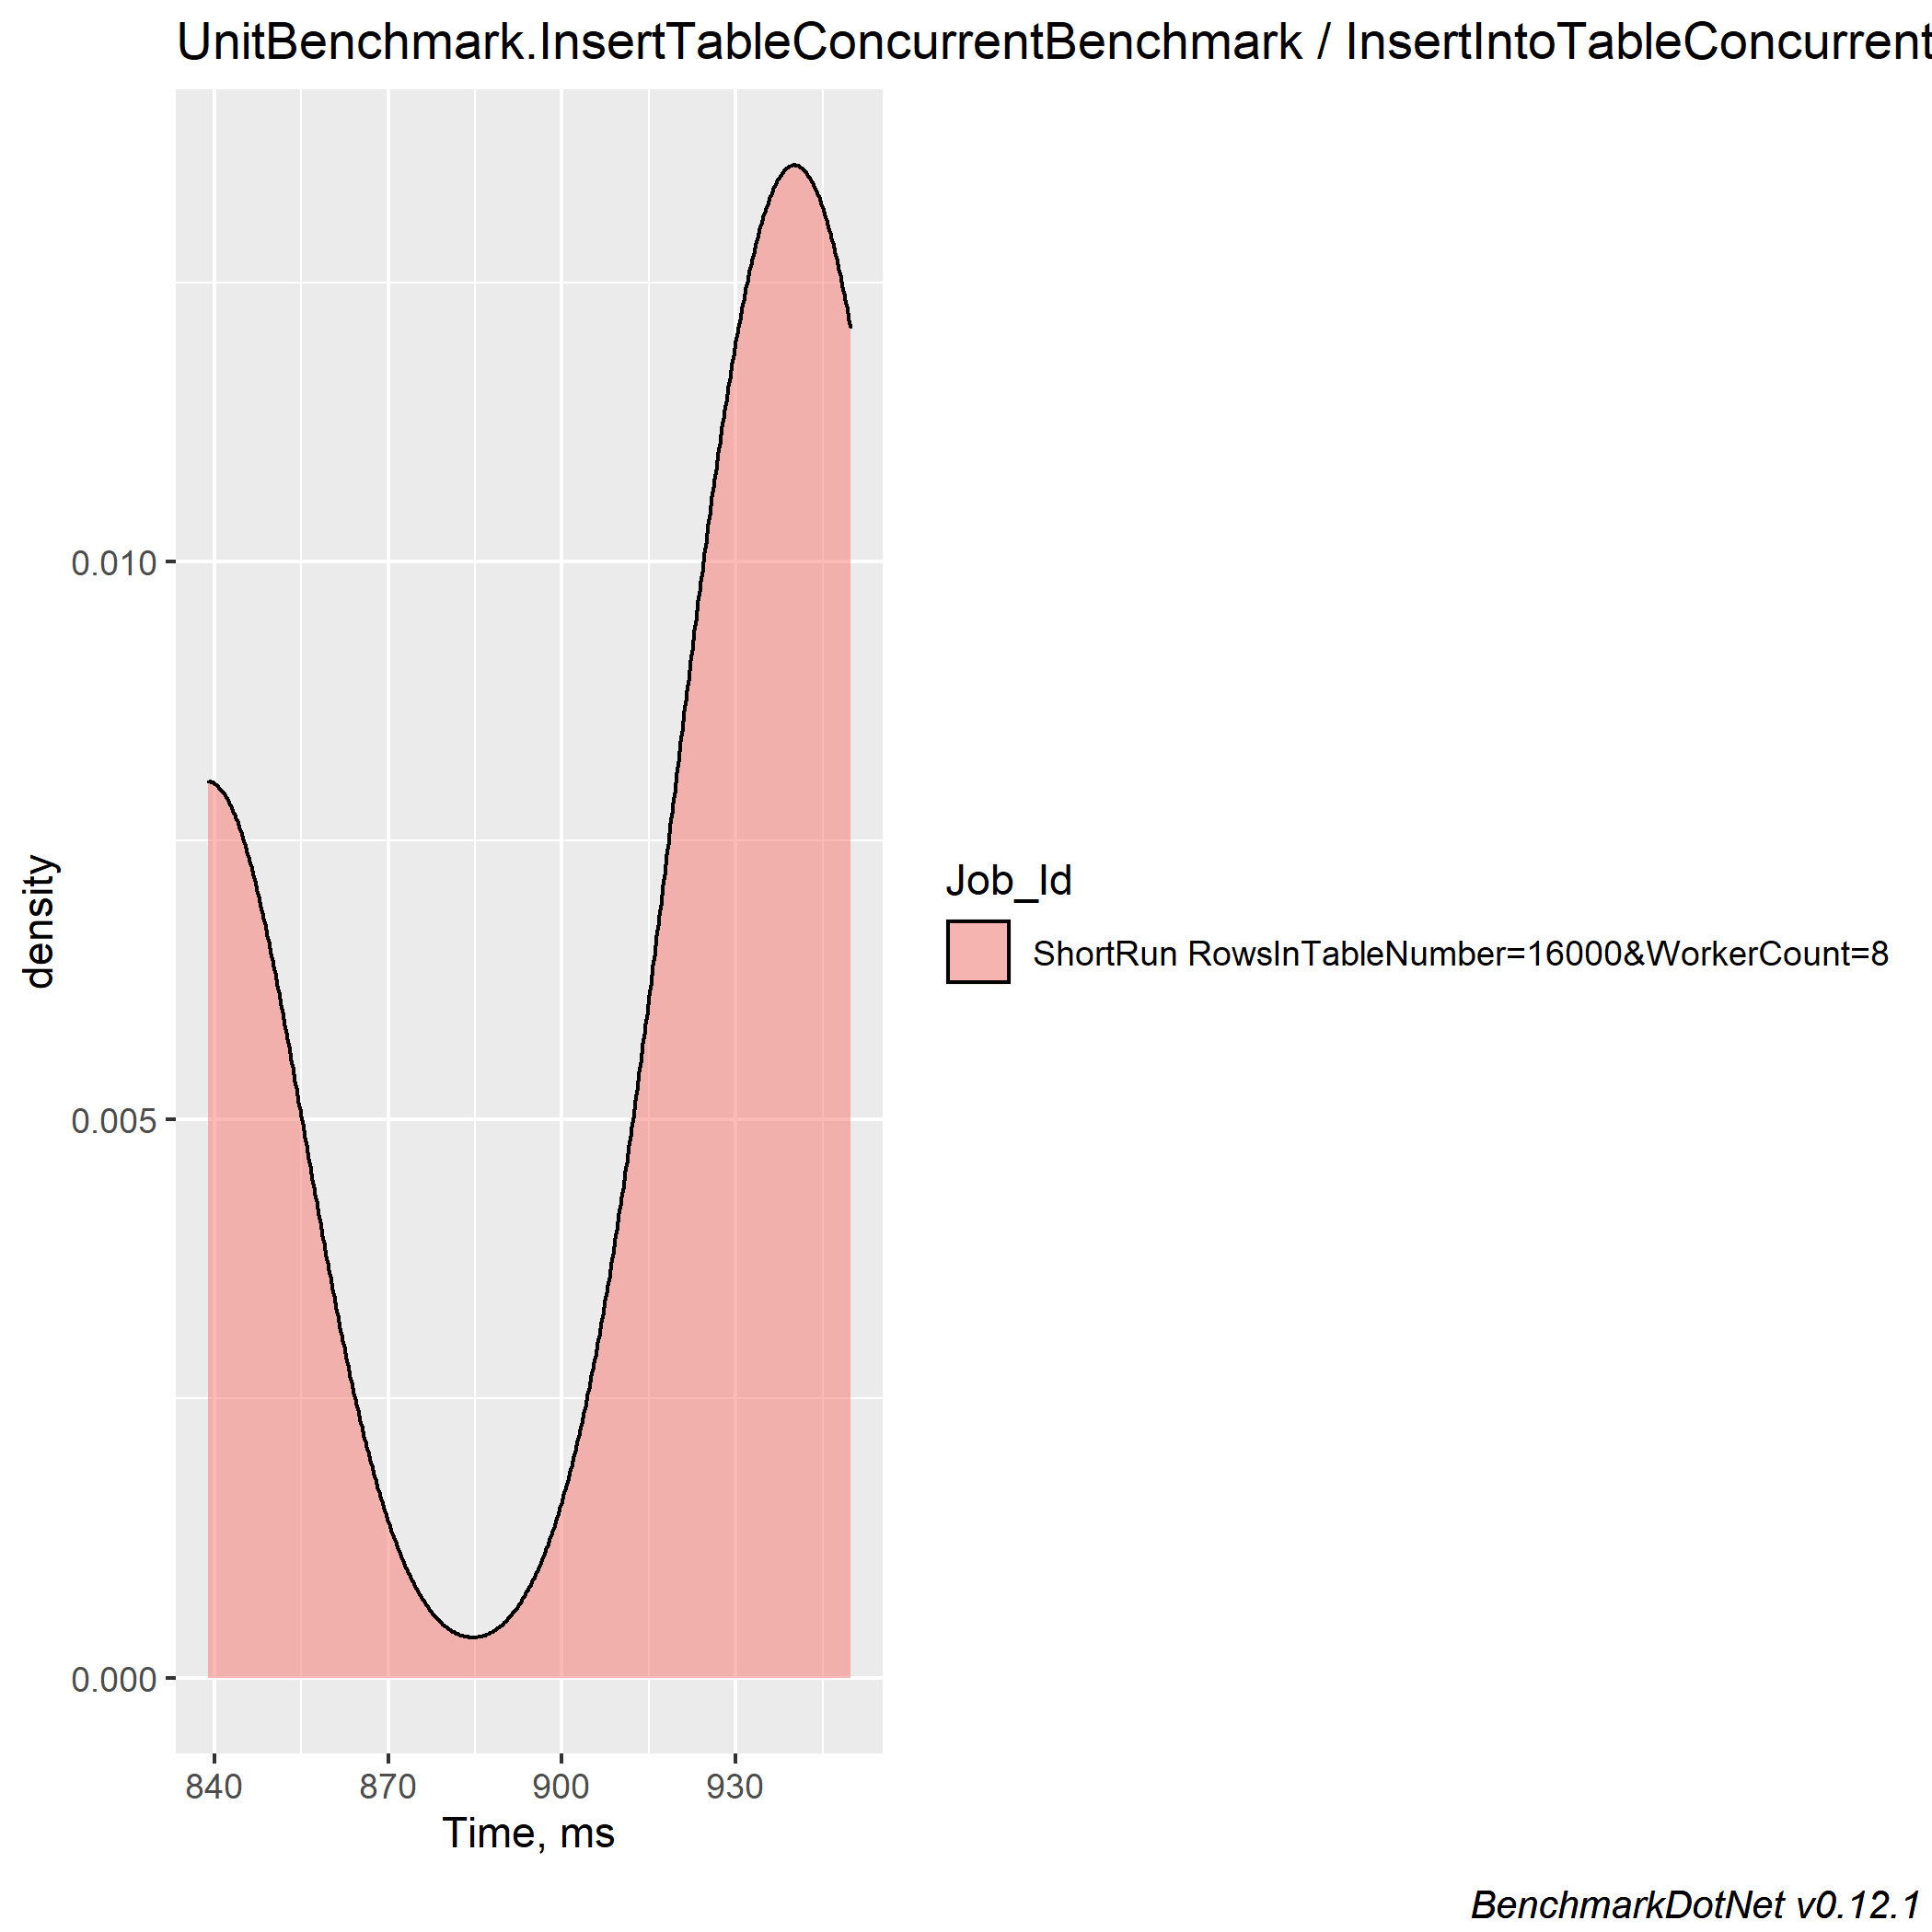 UnitBenchmark.InsertTableConcurrentBenchmark / InsertIntoTableConcurrent
0.010
0.005
0.000
density
840 870 900 930
Time, ms
Job_Id
ShortRun RowsInTableNumber=16000&WorkerCount=8
BenchmarkDotNet v0.12.1